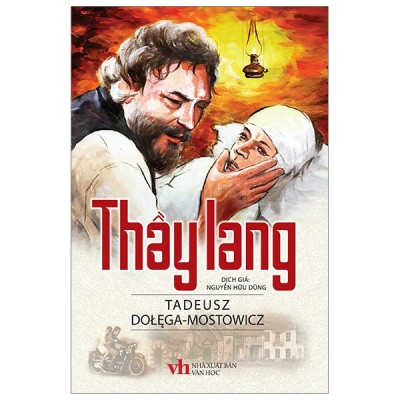 Thầy lang
DỊCH GIẢ:
NGUYỄN HỮU DŨNG
TADEUSZ
DOŁĘGA-MOSTOWICZ
vh NHÀ XUẤT BẢN
VĂN HỌC